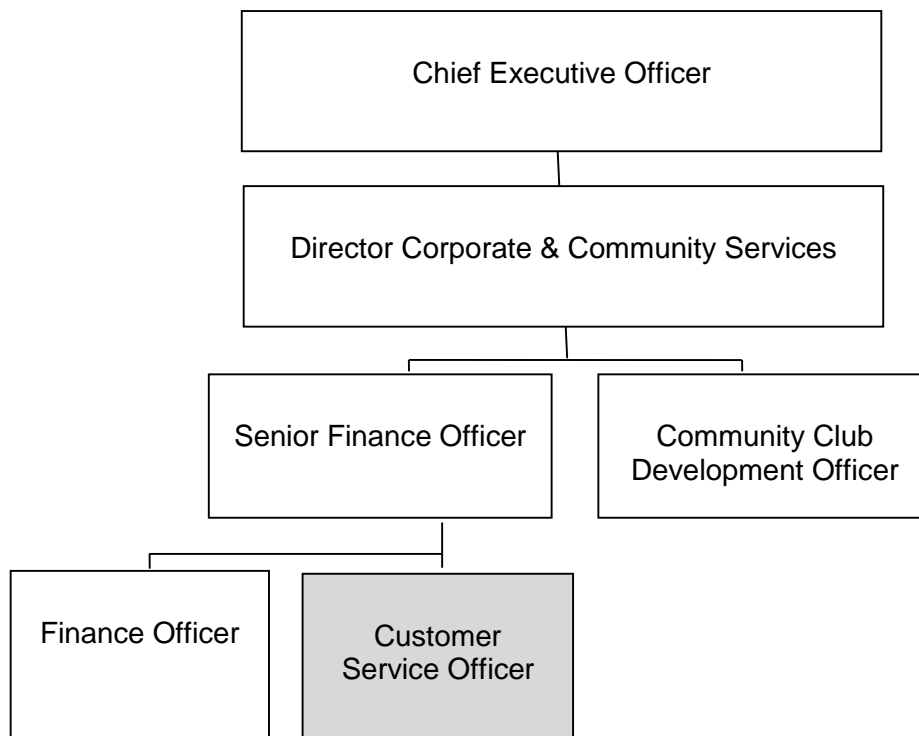 Chief Executive Officer
Director Corporate & Community Services
Senior Finance Officer
Community Club
Development Officer
Finance Officer
Customer
Service Officer